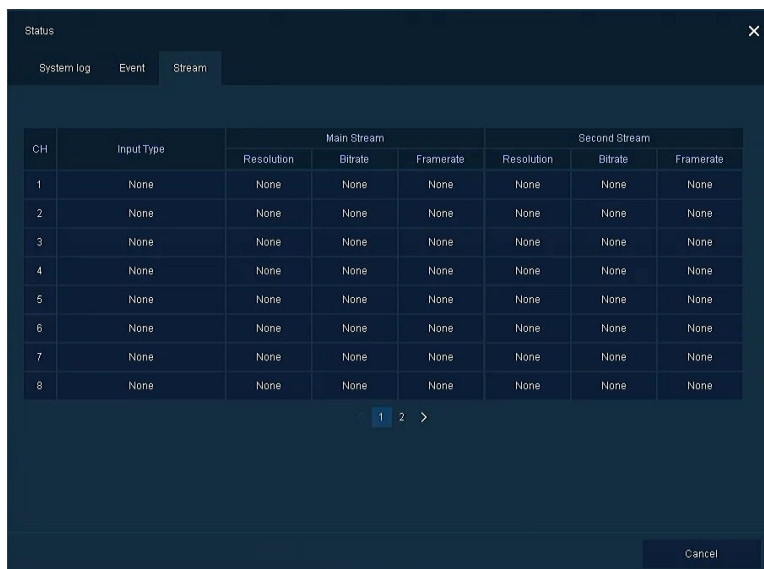 Status
System log Event Stream
CH Input Type Main Stream Second Stream
Resolution Bitrate Framerate Resolution Bitrate Framerate
1 None None None None None None None
2 None None None None None None None
3 None None None None None None None
4 None None None None None None None
5 None None None None None None None
6 None None None None None None None
7 None None None None None None None
8 None None None None None None None
1 2 >
Cancel